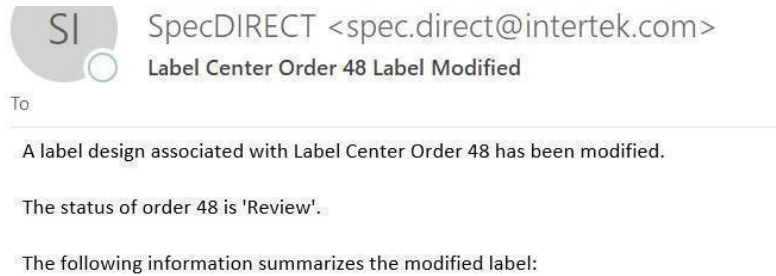 SI
SpecDIRECT <spec.direct@intertek.com>
Label Center Order 48 Label Modified
To
A label design associated with Label Center Order 48 has been modified.
The status of order 48 is 'Review'.
The following information summarizes the modified label: